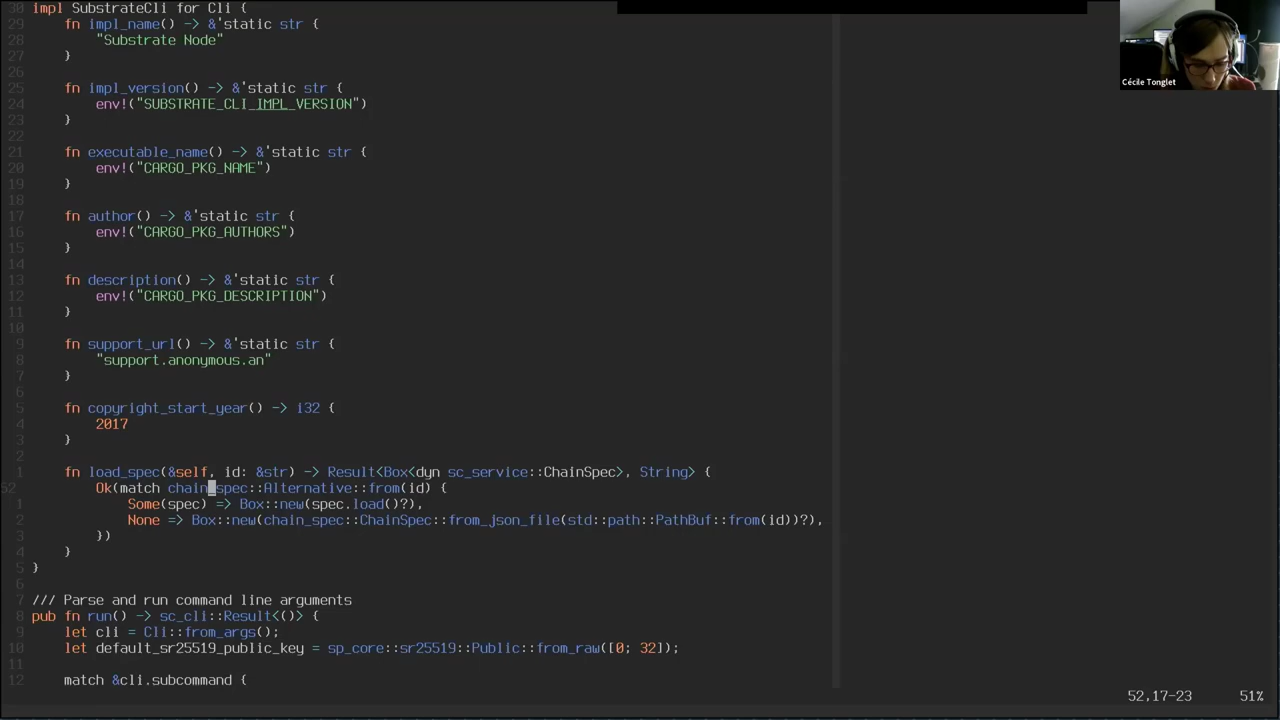 30 impl SubstrateCli for Cli {
29     fn impl_name() -> &'static str {
28         "Substrate Node"
27     }
26
25     fn impl_version() -> &'static str {
24         env!("SUBSTRATE_CLI_IMPL_VERSION")
23     }
22
21     fn executable_name() -> &'static str {
20         env!("CARGO_PKG_NAME")
19     }
18
17     fn author() -> &'static str {
16         env!("CARGO_PKG_AUTHORS")
15     }
14
13     fn description() -> &'static str {
12         env!("CARGO_PKG_DESCRIPTION")
11     }
10
9     fn support_url() -> &'static str {
8         "support.anonymous.an"
7     }
6
5     fn copyright_start_year() -> i32 {
4         2017
3     }
2
1     fn load_spec(&self, id: &str) -> Result<Box<dyn sc_service::ChainSpec>, String> {
52         Ok(match chain_spec::Alternative::from(id) {
1             Some(spec) => Box::new(spec.load()?),
2             None => Box::new(chain_spec::ChainSpec::from_json_file(std::path::PathBuf::from(id))?),
3         })
4     }
5 }
6
7 /// Parse and run command line arguments
8 pub fn run() -> sc_cli::Result<()> {
9     let cli = Cli::from_args();
10     let default_sr25519_public_key = sp_core::sr25519::Public::from_raw([0; 32]);
11
12     match &cli.subcommand {
52,17-23 51%
Cécile Tonglet